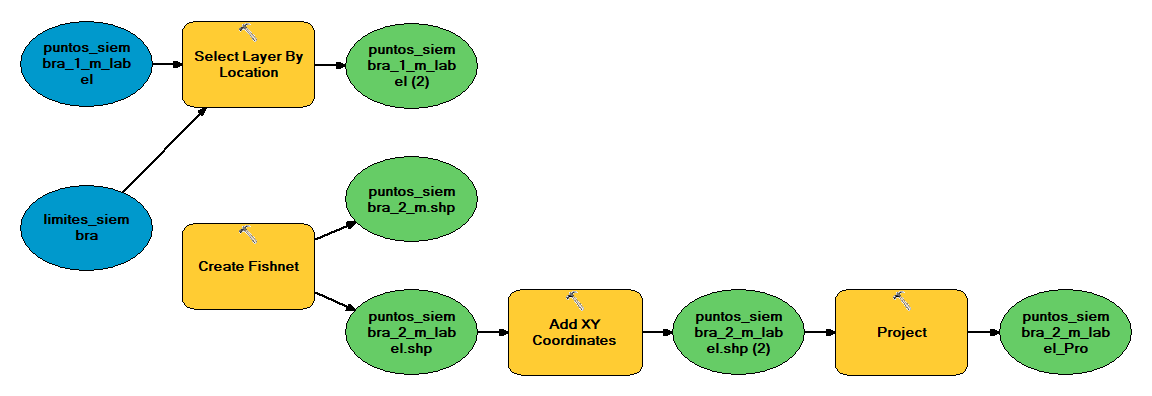 puntos_siem
bra_1_m_lab
el
Select Layer By
Location
puntos_siem
bra_1_m_lab
el (2)
limites_siem
bra
puntos_siem
bra_2_m.shp
Create Fishnet
puntos_siem
bra_2_m_lab
el.shp
Add XY
Coordinates
puntos_siem
bra_2_m_lab
el.shp (2)
Project
puntos_siem
bra_2_m_lab
el_Pro